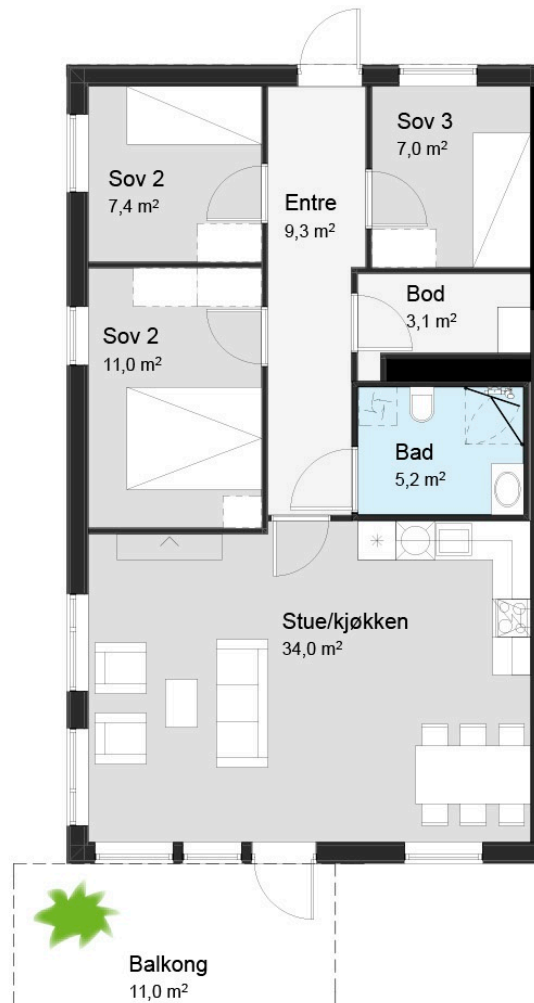 Sov 2
7,4 m²
Entre
9,3 m²
Sov 3
7,0 m²
Sov 2
11,0 m²
Bod
3,1 m²
Bad
5,2 m²
Stue/kjøkken
34,0 m²
Balkong
11,0 m²